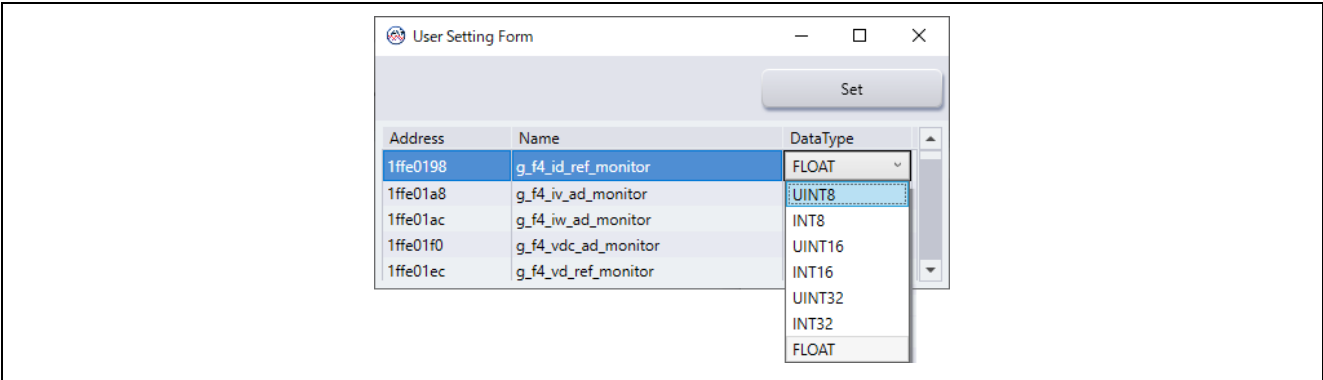 User Setting Form
Set
Address Name DataType
1ffe0198 g_f4_id_ref_monitor FLOAT
1ffe01a8 g_f4_iv_ad_monitor UINT8
1ffe01ac g_f4_iw_ad_monitor INT8
1ffe01f0 g_f4_vdc_ad_monitor UINT16
1ffe01ec g_f4_vd_ref_monitor INT16
UINT32
INT32
FLOAT